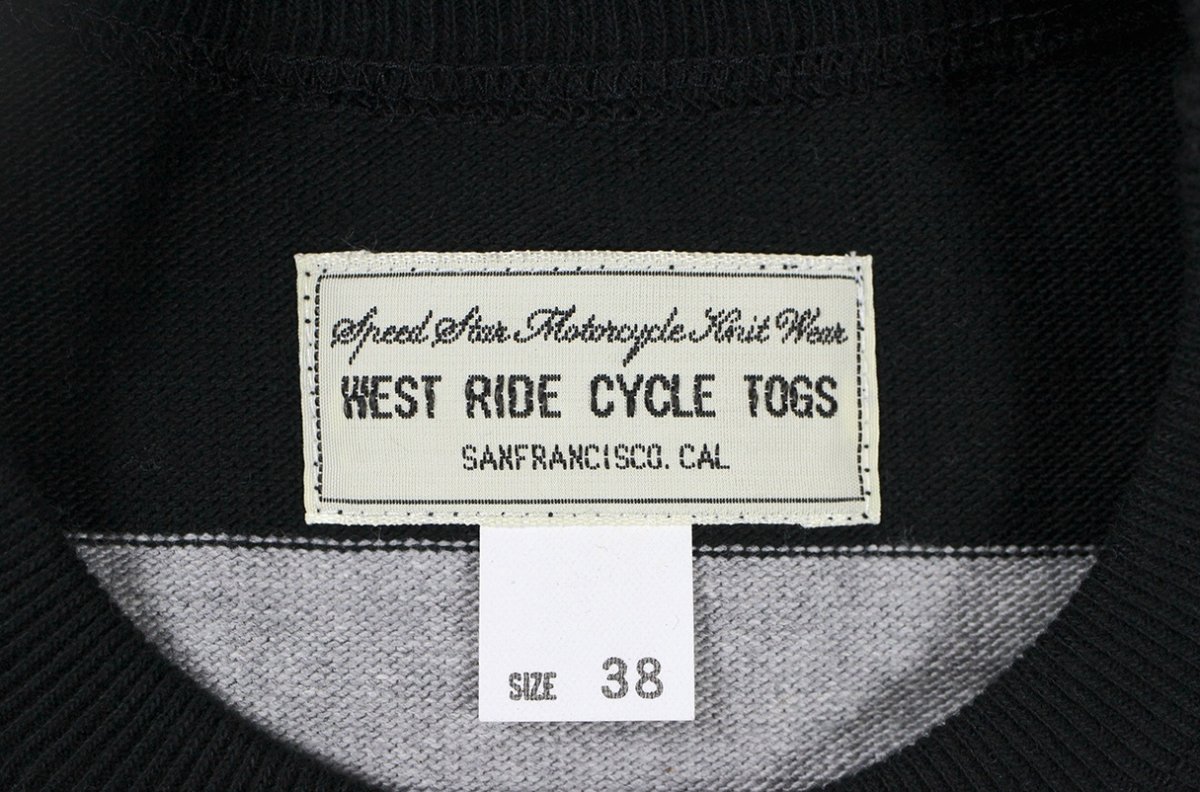 Speed Star Motorcycle Knit Wear
WEST RIDE CYCLE TOGS
SANFRANCISCO. CAL
SIZE 38